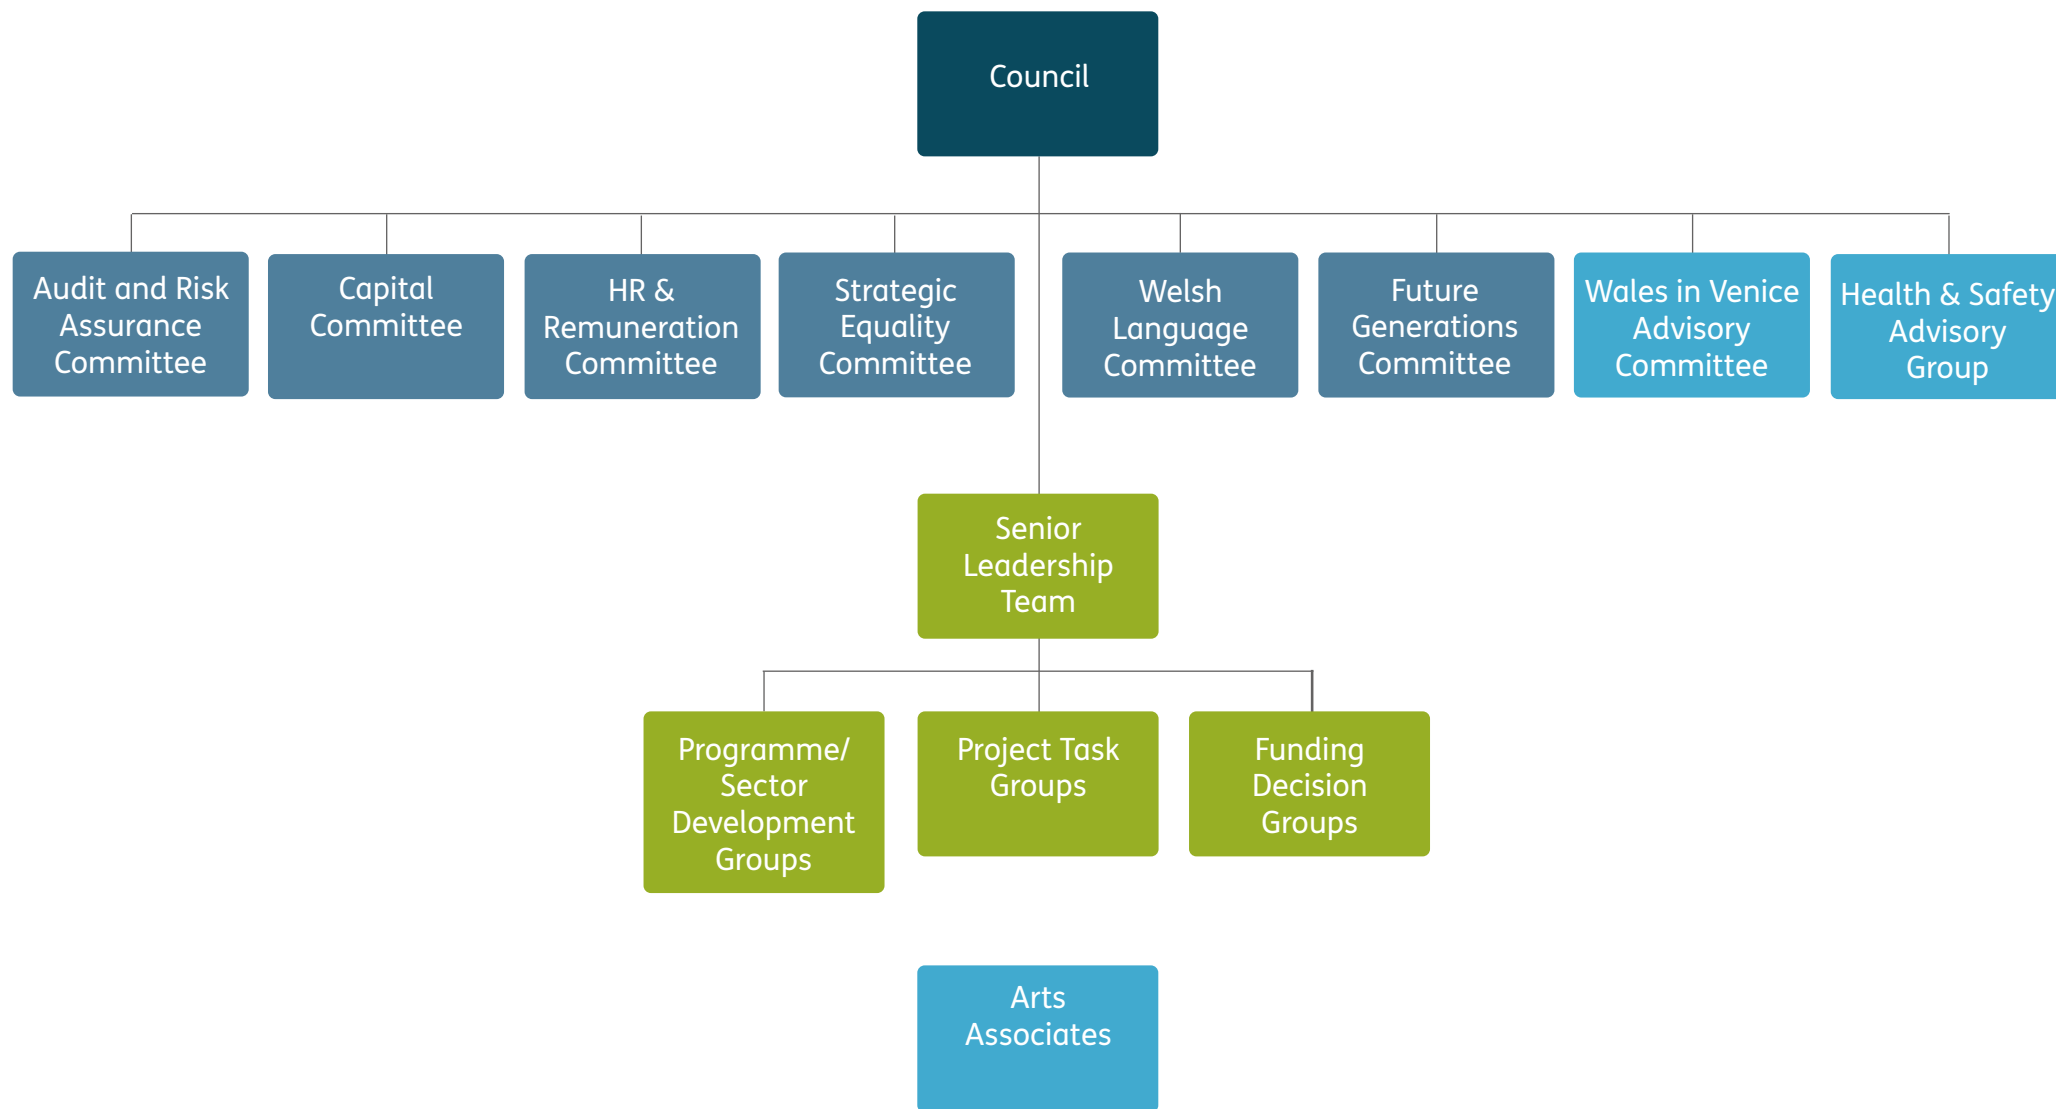 Council
Audit and Risk
Assurance
Committee
Capital
Committee
HR &
Remuneration
Committee
Strategic
Equality
Committee
Welsh
Language
Committee
Future
Generations
Committee
Wales in Venice
Advisory
Committee
Health & Safety
Advisory
Group
Senior
Leadership
Team
Programme/
Sector
Development
Groups
Project Task
Groups
Funding
Decision
Groups
Arts
Associates